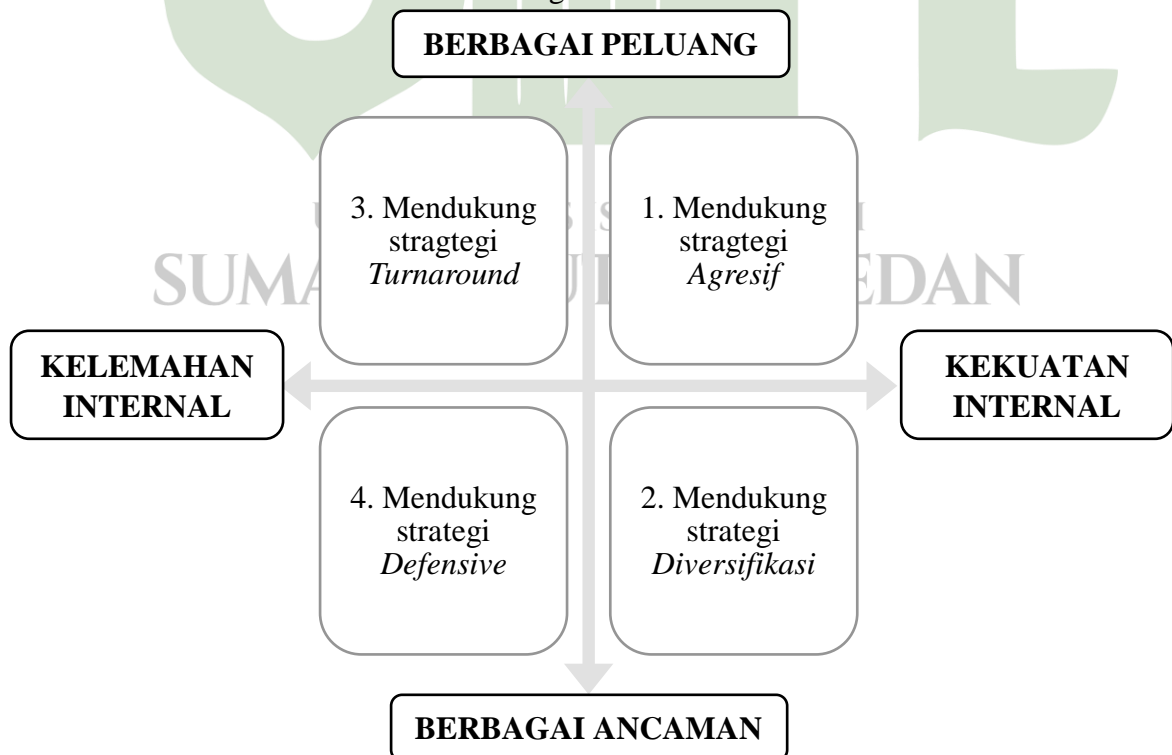 BERBAGAI PELUANG
3. Mendukung
stragtegi
Turnaround
1. Mendukung
stragtegi
Agresif
KELEMAHAN
INTERNAL
KEKUATAN
INTERNAL
4. Mendukung
strategi
Defensive
2. Mendukung
strategi
Diversifikasi
BERBAGAI ANCAMAN